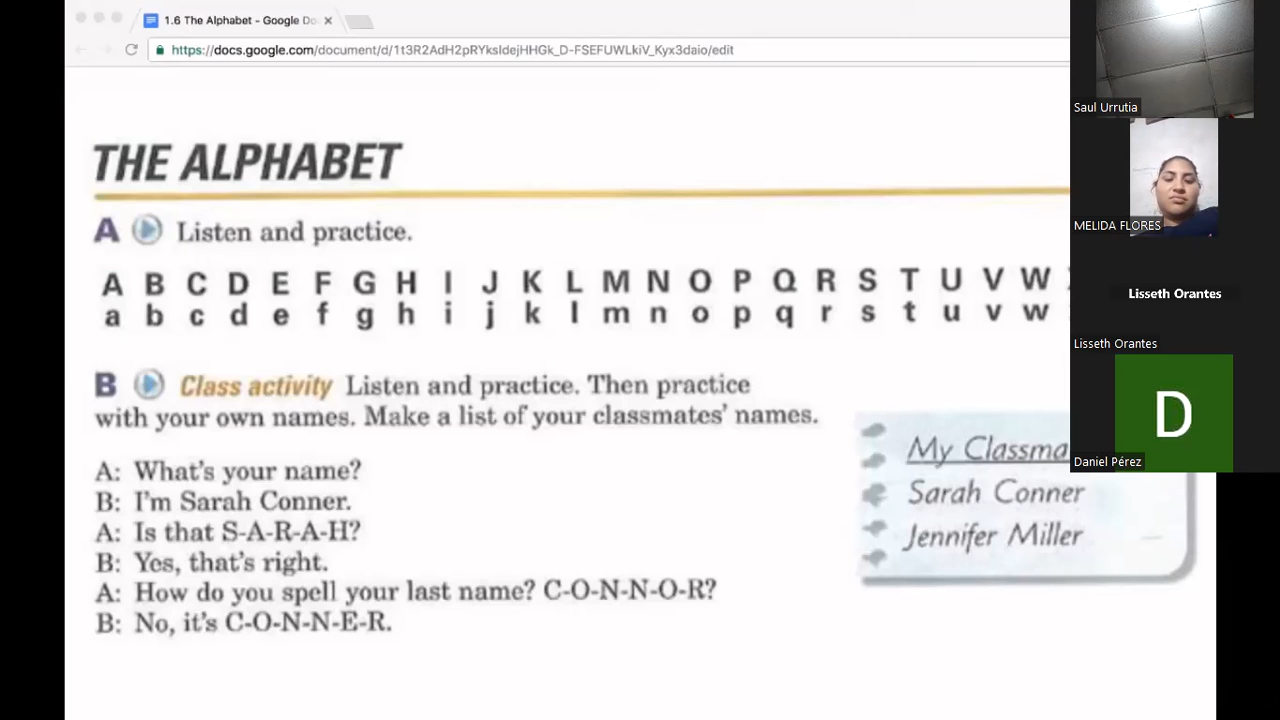 1.6 The Alphabet - Google Do
https://docs.google.com/document/d/1t3R2AdH2pRYksIdejHHGk_D-FSEFUWLkiV_Kyx3daio/edit
THE ALPHABET
A Listen and practice.
A B C D E F G H I J K L M N O P Q R S T U V W
a b c d e f g h i j k l m n o p q r s t u v w
B Class activity Listen and practice. Then practice
with your own names. Make a list of your classmates' names.
A: What's your name?
B: I'm Sarah Conner.
A: Is that S-A-R-A-H?
B: Yes, that's right.
A: How do you spell your last name? C-O-N-N-O-R?
B: No, it's C-O-N-N-E-R.
My Classma
Sarah Conner
Jennifer Miller
Saul Urrutia
MELIDA FLORES
Lisseth Orantes
Lisseth Orantes
D
Daniel Pérez